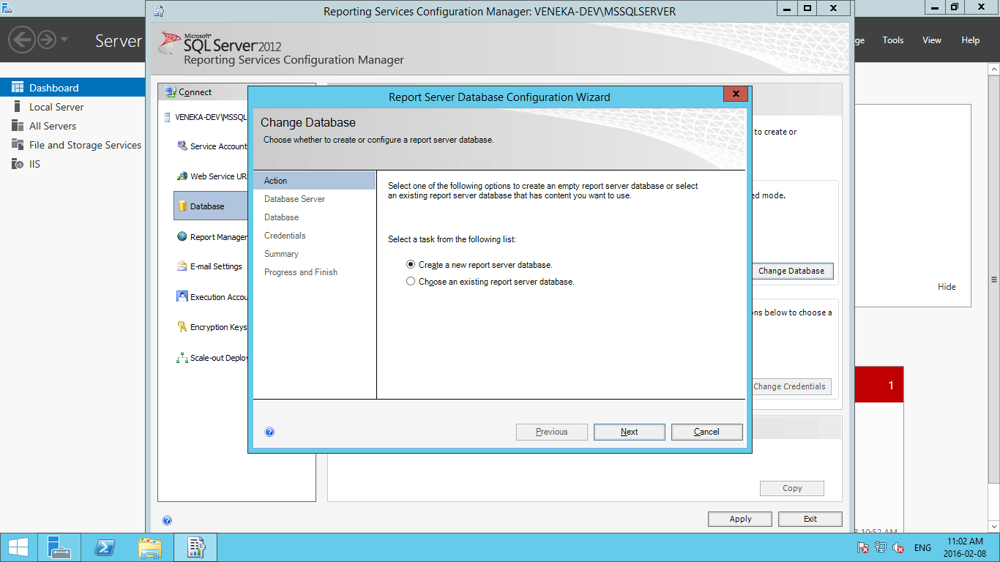 Reporting Services Configuration Manager: VENEKA-DEV\MSSQLSERVER
Server
ge Tools View Help
Microsoft®
SQL Server 2012
Reporting Services Configuration Manager
Dashboard
Local Server
All Servers
File and Storage Services
IIS
Connect
VENEKA-DEV\MSSQL
Service Account
Web Service UR
Database
Report Manager
E-mail Settings
Execution Accou
Encryption Keys
Scale-out Deploy
Report Server Database Configuration Wizard
Change Database
Choose whether to create or configure a report server database.
Action
Database Server
Database
Credentials
Summary
Progress and Finish
Select one of the following options to create an empty report server database or select
an existing report server database that has content you want to use.
Select a task from the following list:
Create a new report server database.
Choose an existing report server database.
Previous Next Cancel
to create or
ed mode.
Change Database
ons below to choose a
Change Credentials
Copy
Apply Exit
Hide
1
10:52 AM
ENG
11:02 AM
2016-02-08